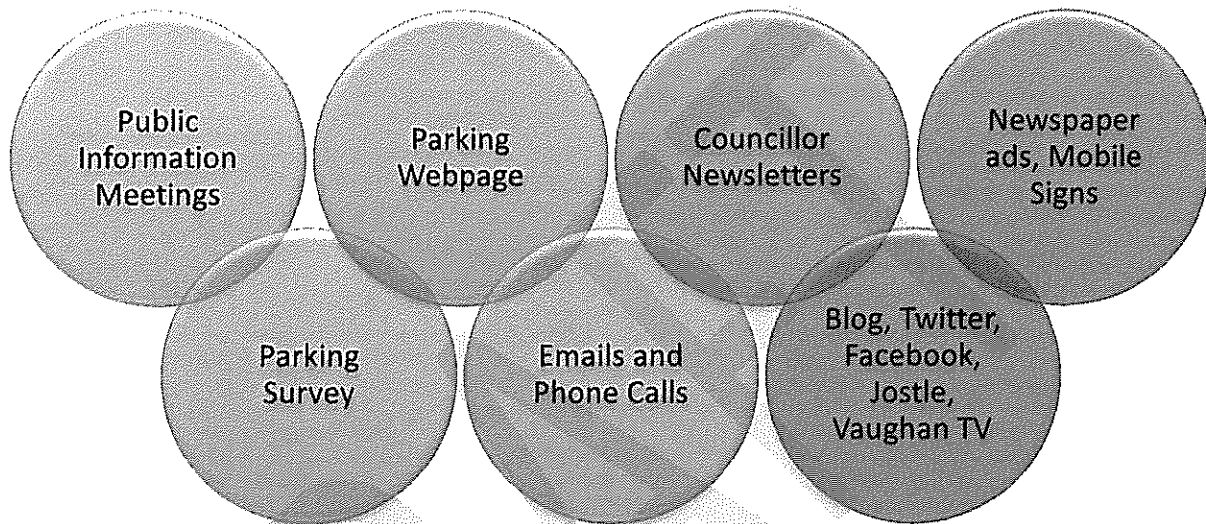 Public
Information
Meetings
Parking
Webpage
Councillor
Newsletters
Newspaper
ads, Mobile
Signs
Parking
Survey
Emails and
Phone Calls
Blog, Twitter,
Facebook,
Jostle,
Vaughan TV